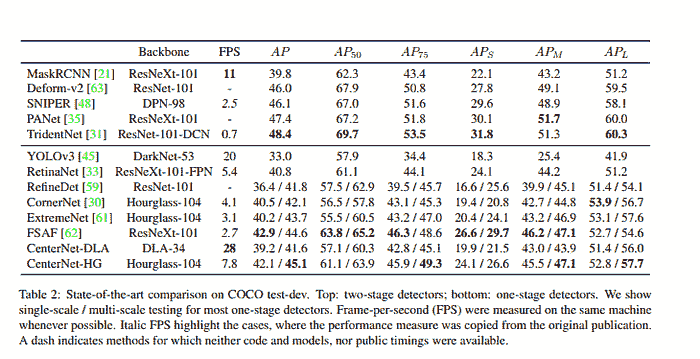 Backbone FPS AP AP50 AP75 APS APM APL
MaskRCNN [21] ResNeXt-101 11 39.8 62.3 43.4 22.1 43.2 51.2
Deform-v2 [63] ResNet-101 - 46.0 67.9 50.8 27.8 49.1 59.5
SNIPER [48] DPN-98 2.5 46.1 67.0 51.6 29.6 48.9 58.1
PANet [35] ResNeXt-101 - 47.4 67.2 51.8 30.1 51.7 60.0
TridentNet [31] ResNet-101-DCN 0.7 48.4 69.7 53.5 31.8 51.3 60.3
YOLOv3 [45] DarkNet-53 20 33.0 57.9 34.4 18.3 25.4 41.9
RetinaNet [33] ResNeXt-101-FPN 5.4 40.8 61.1 44.1 24.1 44.2 51.2
RefineDet [59] ResNet-101 - 36.4 / 41.8 57.5 / 62.9 39.5 / 45.7 16.6 / 25.6 39.9 / 45.1 51.4 / 54.1
CornerNet [30] Hourglass-104 4.1 40.5 / 42.1 56.5 / 57.8 43.1 / 45.3 19.4 / 20.8 42.7 / 44.8 53.9 / 56.7
ExtremeNet [61] Hourglass-104 3.1 40.2 / 43.7 55.5 / 60.5 43.2 / 47.0 20.4 / 24.1 43.2 / 46.9 53.1 / 57.6
FSAF [62] ResNeXt-101 2.7 42.9 / 44.6 63.8 / 65.2 46.3 / 48.6 26.6 / 29.7 46.2 / 47.1 52.7 / 54.6
CenterNet-DLA DLA-34 28 39.2 / 41.6 57.1 / 60.3 42.8 / 45.1 19.9 / 21.5 43.0 / 43.9 51.4 / 56.0
CenterNet-HG Hourglass-104 7.8 42.1 / 45.1 61.1 / 63.9 45.9 / 49.3 24.1 / 26.6 45.5 / 47.1 52.8 / 57.7
Table 2: State-of-the-art comparison on COCO test-dev. Top: two-stage detectors; bottom: one-stage detectors. We show
single-scale / multi-scale testing for most one-stage detectors. Frame-per-second (FPS) were measured on the same machine
whenever possible. Italic FPS highlight the cases, where the performance measure was copied from the original publication.
A dash indicates methods for which neither code and models, nor public timings were available.